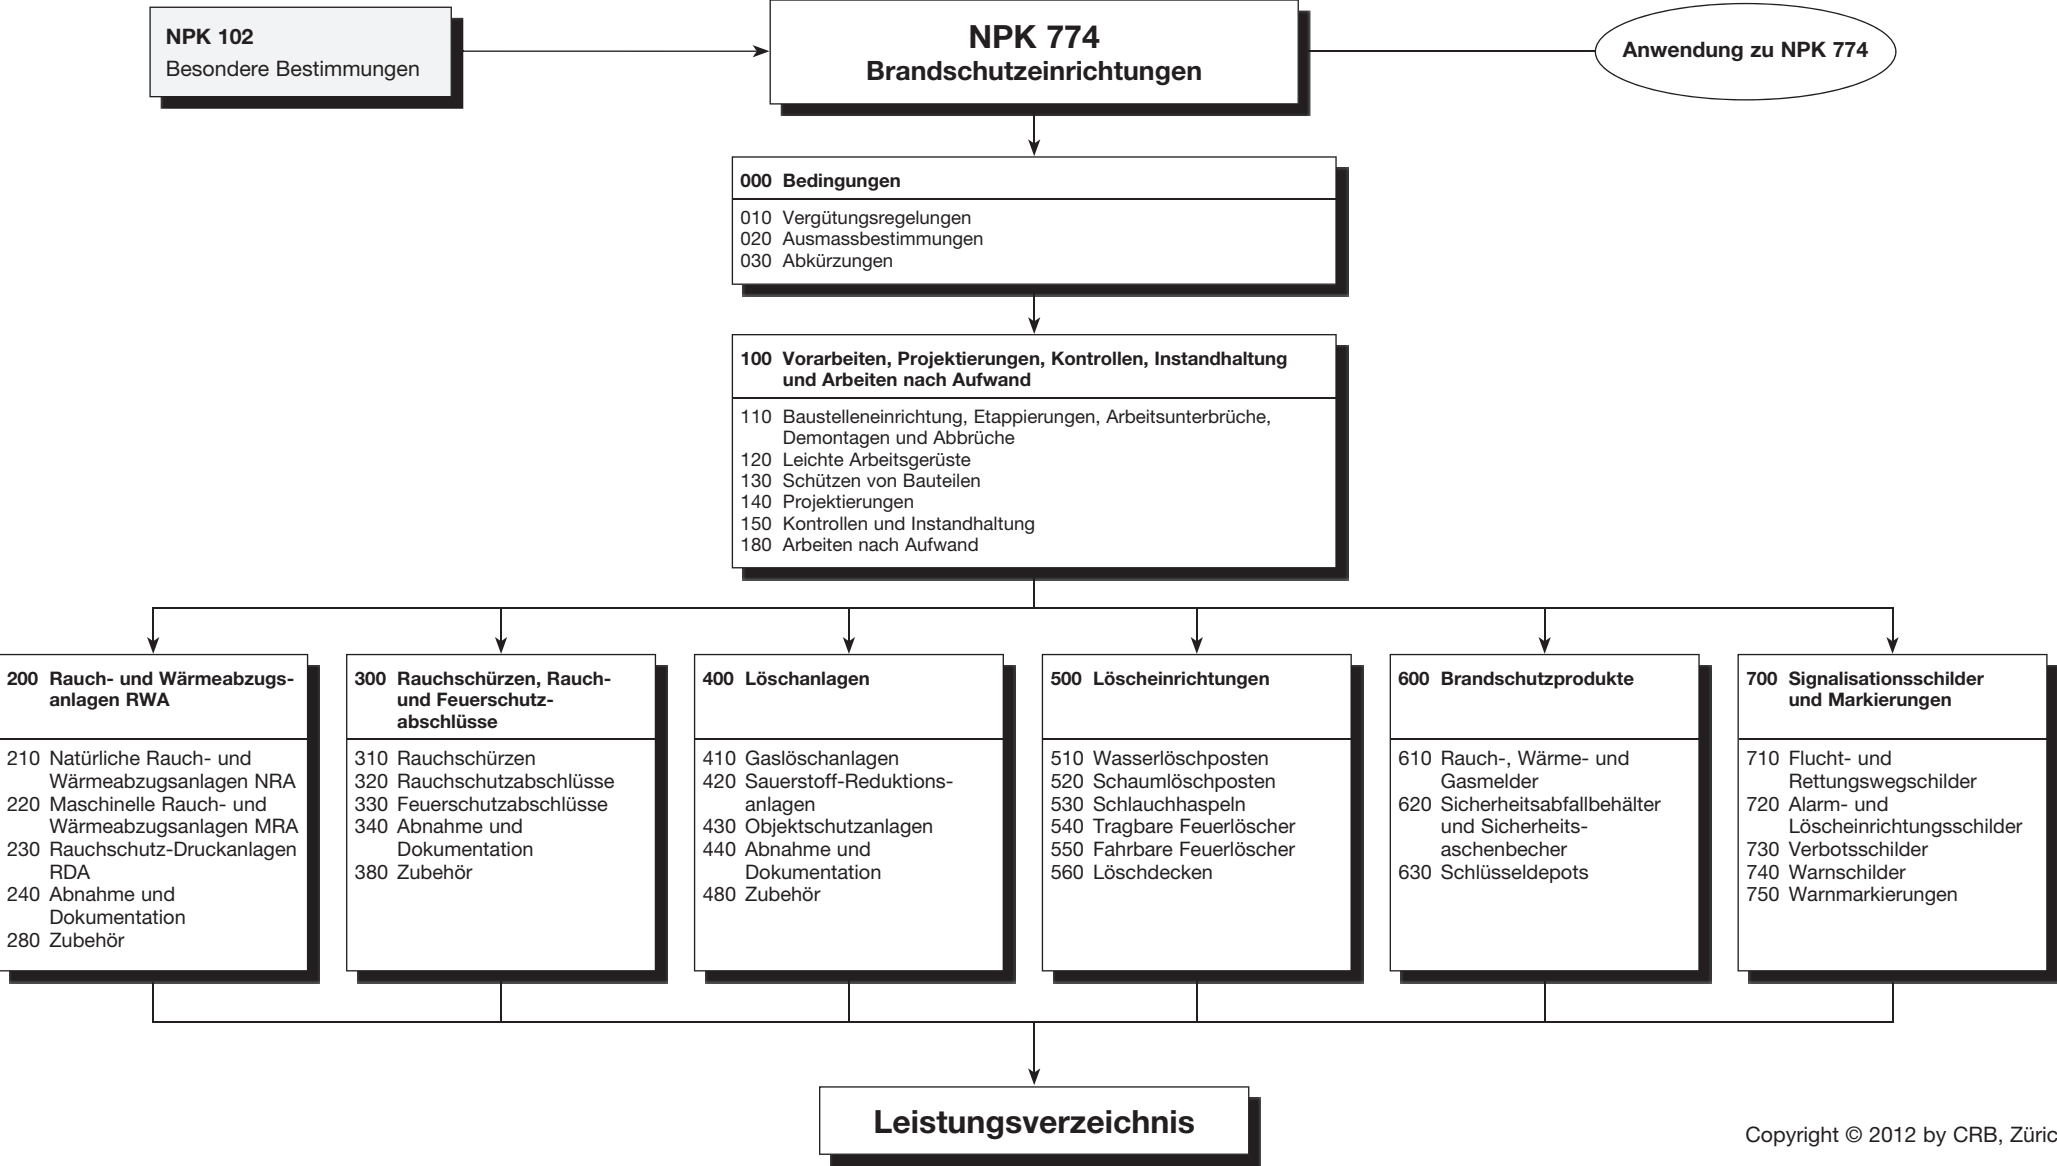 NPK 102
Besondere Bestimmungen
NPK 774
Brandschutzeinrichtungen
Anwendung zu NPK 774
000 Bedingungen
010 Vergütungsregelungen
020 Ausmassbestimmungen
030 Abkürzungen
100 Vorarbeiten, Projektierungen, Kontrollen, Instandhaltung
und Arbeiten nach Aufwand
110 Baustelleneinrichtung, Etappierungen, Arbeitsunterbrüche,
Demontagen und Abbrüche
120 Leichte Arbeitsgerüste
130 Schützen von Bauteilen
140 Projektierungen
150 Kontrollen und Instandhaltung
180 Arbeiten nach Aufwand
200 Rauch- und Wärmeabzugs-
anlagen RWA
210 Natürliche Rauch- und
Wärmeabzugsanlagen NRA
220 Maschinelle Rauch- und
Wärmeabzugsanlagen MRA
230 Rauchschutz-Druckanlagen
RDA
240 Abnahme und
Dokumentation
280 Zubehör
300 Rauchschürzen, Rauch-
und Feuerschutz-
abschlüsse
310 Rauchschürzen
320 Rauchschutzabschlüsse
330 Feuerschutzabschlüsse
340 Abnahme und
Dokumentation
380 Zubehör
400 Löschanlagen
410 Gaslöschanlagen
420 Sauerstoff-Reduktions-
anlagen
430 Objektschutzanlagen
440 Abnahme und
Dokumentation
480 Zubehör
500 Löscheinrichtungen
510 Wasserlöschposten
520 Schaumlöschposten
530 Schlauchhaspeln
540 Tragbare Feuerlöscher
550 Fahrbare Feuerlöscher
560 Löschdecken
600 Brandschutzprodukte
610 Rauch-, Wärme- und
Gasmelder
620 Sicherheitsabfallbehälter
und Sicherheits-
aschenbecher
630 Schlüsseldepots
700 Signalisationsschilder
und Markierungen
710 Flucht- und
Rettungswegschilder
720 Alarm- und
Löscheinrichtungsschilder
730 Verbotsschilder
740 Warnschilder
750 Warnmarkierungen
Leistungsverzeichnis
Copyright © 2012 by CRB, Züric